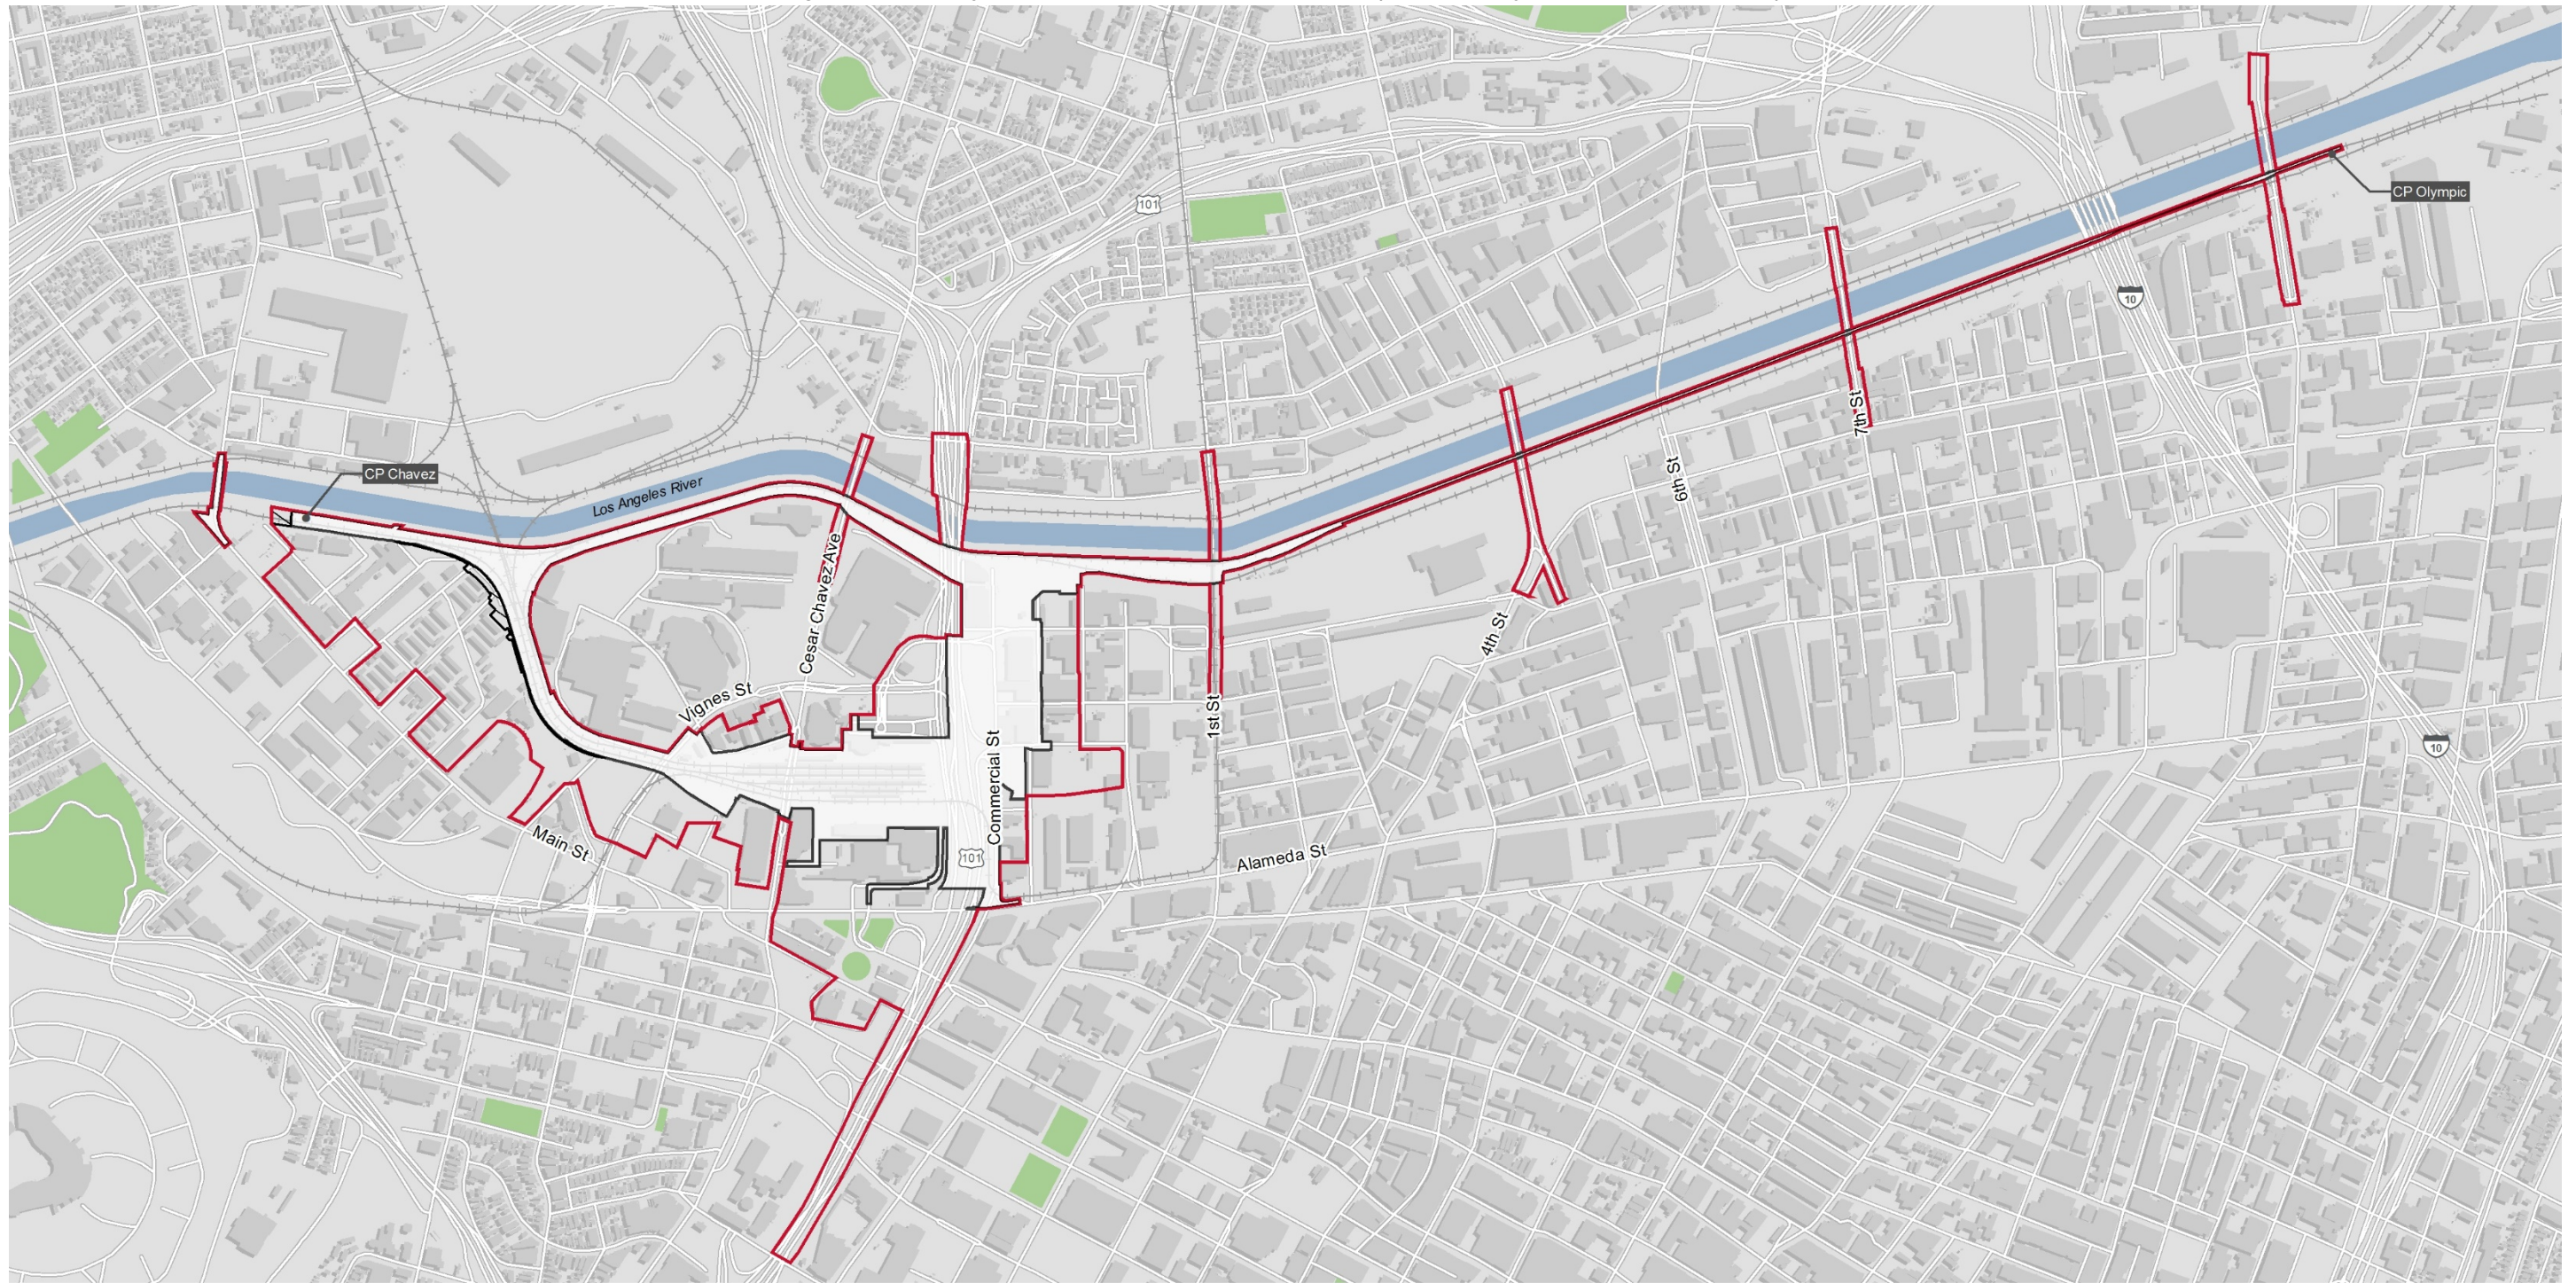 101
CP Olympic
10
CP Chavez
Los Angeles River
7th St
6th St
Cesar Chavez Ave
4th St
Vignes St
1st St
10
Commercial St
Main St
101
Alameda St